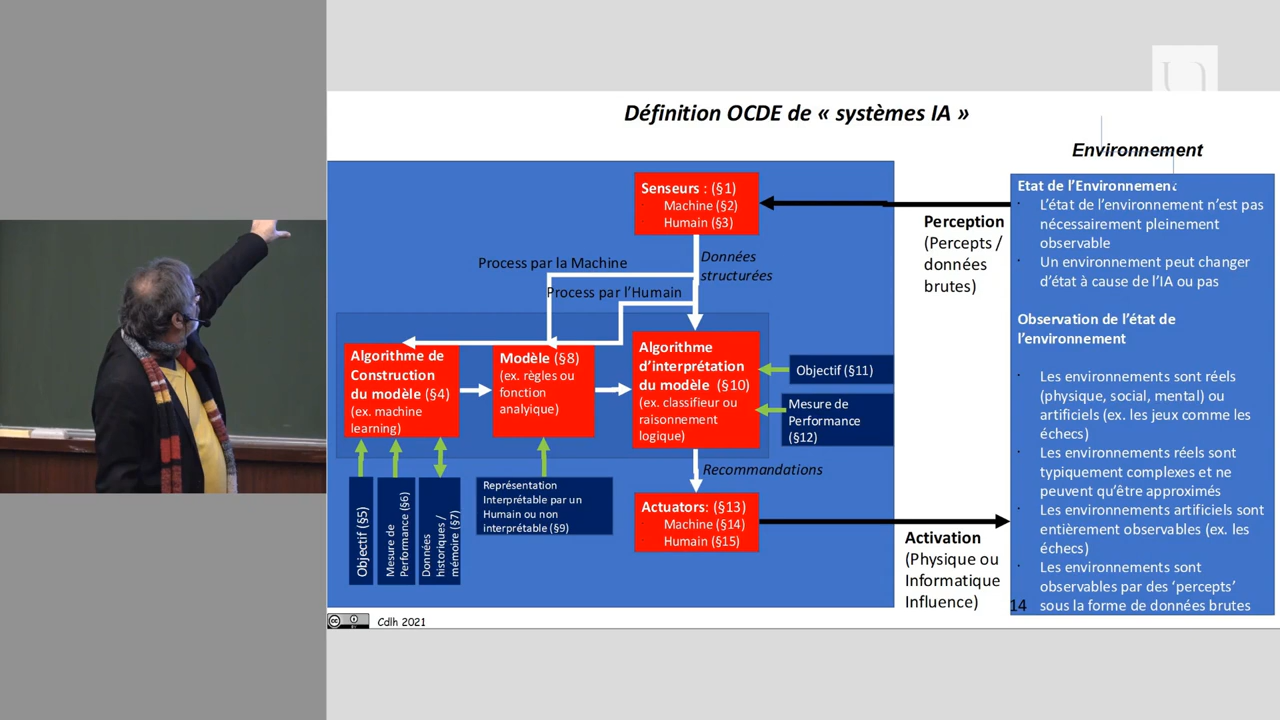 Définition OCDE de « systèmes IA »
Environnement
Senseurs : (§1)
Machine (§2)
Humain (§3)
Perception
(Percepts /
données
brutes)
Données
structurées
Process par la Machine
Process par l’Humain
Algorithme de
Construction
du modèle (§4)
(ex. machine
learning)
Modèle (§8)
(ex. règles ou
fonction
analyique)
Algorithme
d’interprétation
du modèle (§10)
(ex. classifieur ou
raisonnement
logique)
Objectif (§11)
Mesure de
Performance
(§12)
Objectif (§5)
Mesure de
Performance (§6)
Données
historiques /
mémoire (§7)
Représentation
Interprétable par un
Humain ou non
interprétable (§9)
Recommandations
Actuators: (§13)
Machine (§14)
Humain (§15)
Activation
(Physique ou
Informatique
Influence)
Etat de l’Environnement
· L’état de l’environnement n’est pas
nécessairement pleinement
observable
· Un environnement peut changer
d’état à cause de l’IA ou pas
Observation de l’état de
l’environnement
· Les environnements sont réels
(physique, social, mental) ou
artificiels (ex. les jeux comme les
échecs)
· Les environnements réels sont
typiquement complexes et ne
peuvent qu’être approximés
· Les environnements artificiels sont
entièrement observables (ex. les
échecs)
· Les environnements sont
observables par des ‘percepts’
sous la forme de données brutes
14
cc
Cdlh 2021